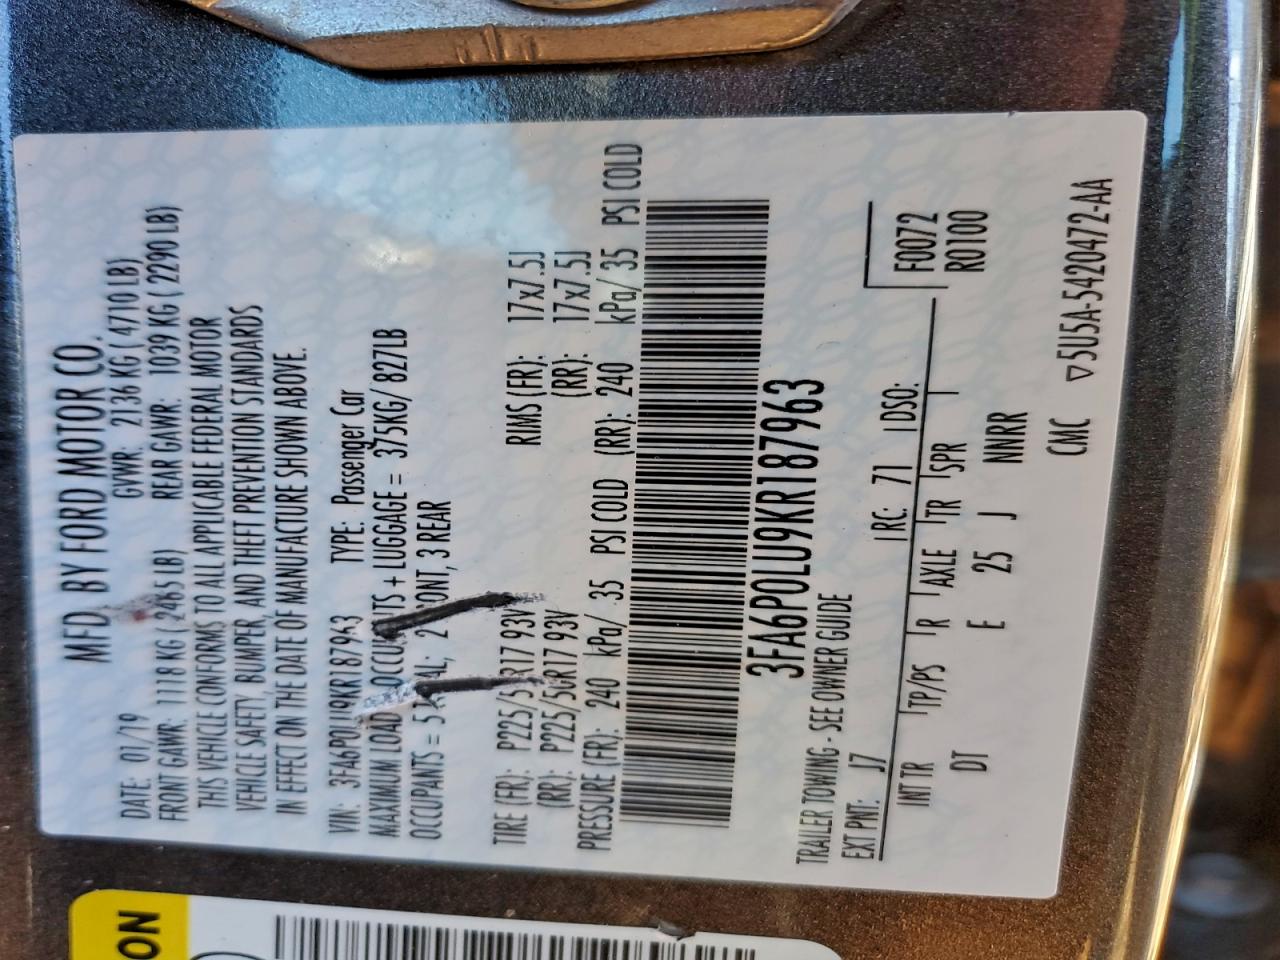 MFD BY FORD MOTOR CO.
DATE: 01/19 GVWR: 2136 KG ( 4710 LB)
FRONT GAWR: 1118 KG ( 2465 LB) REAR GAWR: 1039 KG ( 2290 LB)
THIS VEHICLE CONFORMS TO ALL APPLICABLE FEDERAL MOTOR
VEHICLE SAFETY, BUMPER, AND THEFT PREVENTION STANDARDS
IN EFFECT ON THE DATE OF MANUFACTURE SHOWN ABOVE.
VIN: 3FA6P0LU9KR187963 TYPE: Passenger Car
MAXIMUM LOAD + LUGGAGE = 375KG/ 827LB
OCCUPANTS = 5 3 REAR
TIRE (FR): P225/50R17 93V RIMS (FR): 17x7.5J
(RR): P225/50R17 93V (RR): 17x7.5J
PRESSURE (FR): 240 kPa/ 35 PSI COLD (RR): 240 kPa/ 35 PSI COLD
3FA6P0LU9KR187963
TRAILER TOWING - SEE OWNER GUIDE
EXT PNT: J7 RC: 71 DSO: F0072
R0100
INT TR TP/PS R AXLE TR SPR
DT E 25 J NNRR
CMC ▽5U5A-5420472-AA
ON